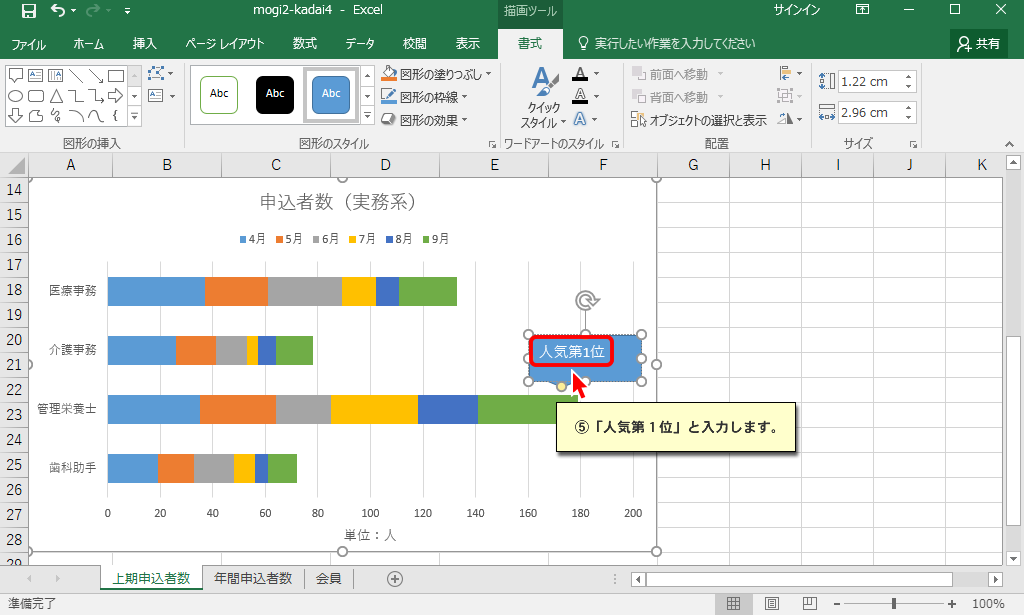 mogi2-kadai4 - Excel
描画ツール
サインイン
ファイル ホーム 挿入 ページ レイアウト 数式 データ 校閲 表示 書式 実行したい作業を入力してください 共有
Abc Abc Abc
図形の塗りつぶし
図形の枠線
図形の効果
クイック
スタイル
前面へ移動
背面へ移動
オブジェクトの選択と表示
1.22 cm
2.96 cm
図形の挿入 図形のスタイル ワードアートのスタイル 配置 サイズ
A B C D E F G H I J K
14
15
16
17
18
19
20
21
22
23
24
25
26
27
28
29
申込者数（実務系）
4月 5月 6月 7月 8月 9月
医療事務
介護事務
管理栄養士
歯科助手
人気第1位
⑤「人気第１位」と入力します。
0 20 40 60 80 100 120 140 160 180 200
単位：人
上期申込者数 年間申込者数 会員
準備完了
100%